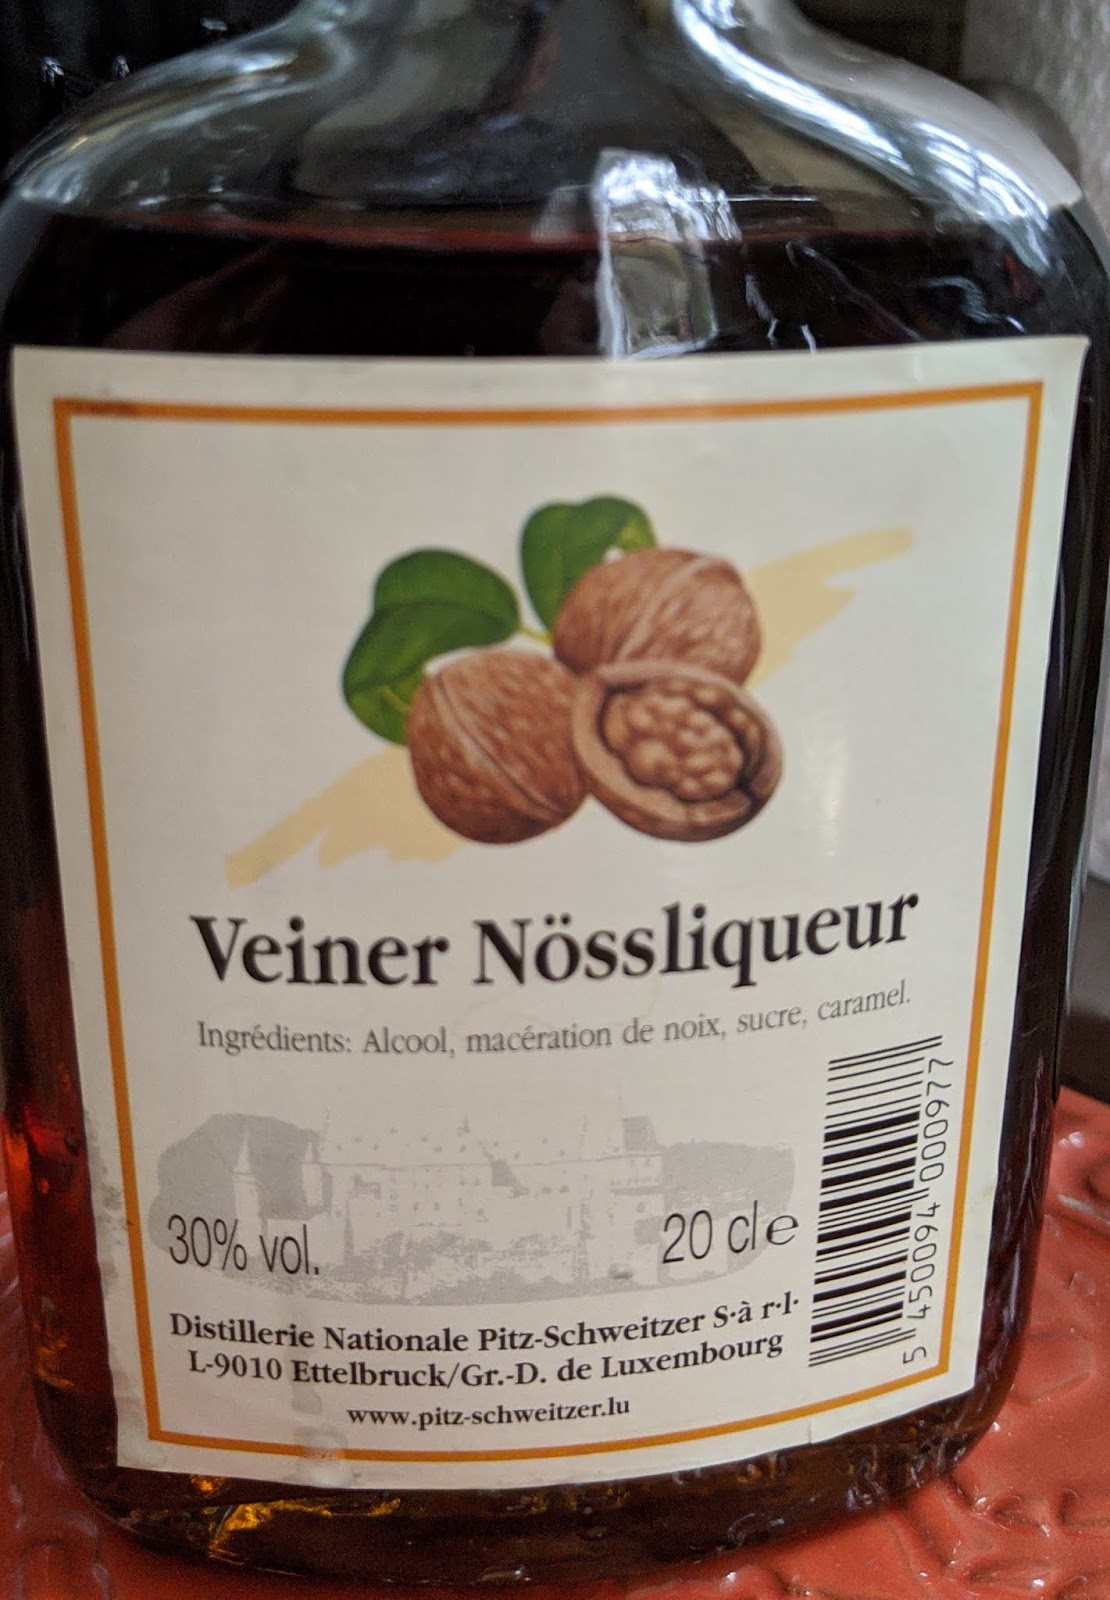 Veiner Nössliqueur
Ingrédients: Alcool, macération de noix, sucre, caramel.
30% vol.
20 cl e
Distillerie Nationale Pitz-Schweitzer S·à r·l·
L-9010 Ettelbruck/Gr.-D. de Luxembourg
www.pitz-schweitzer.lu
5 450094 000977